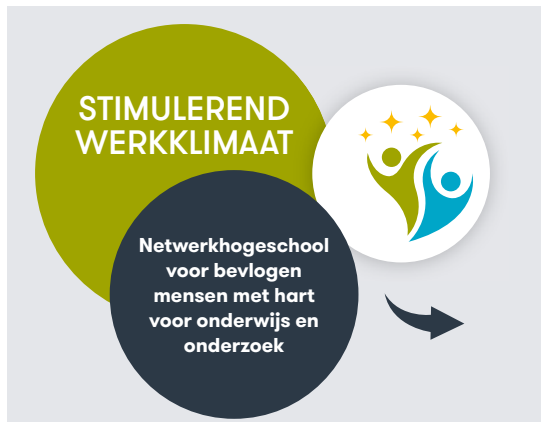 STIMULEREND
WERKKLIMAAT
Netwerkhogeschool
voor bevlogen
mensen met hart
voor onderwijs en
onderzoek